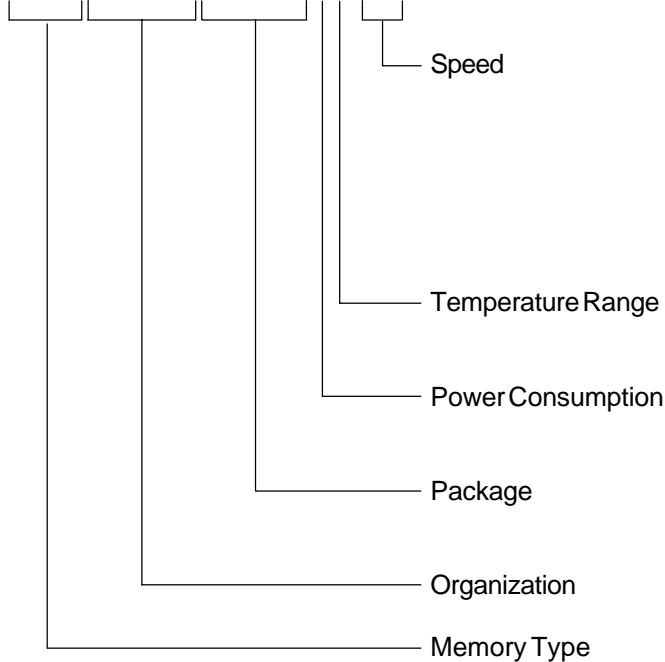 Speed
Temperature Range
Power Consumption
Package
Organization
Memory Type